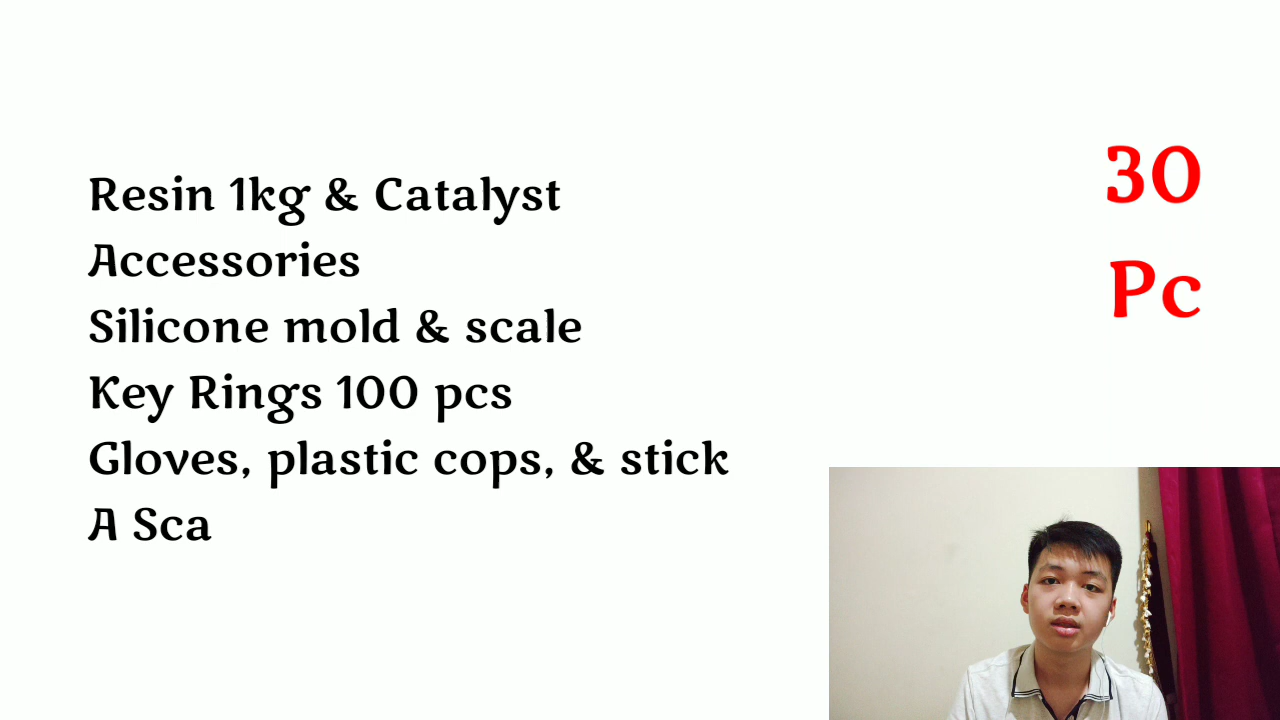 Resin 1kg & Catalyst
Accessories
Silicone mold & scale
Key Rings 100 pcs
Gloves, plastic cops, & stick
A Sca
30
Pc